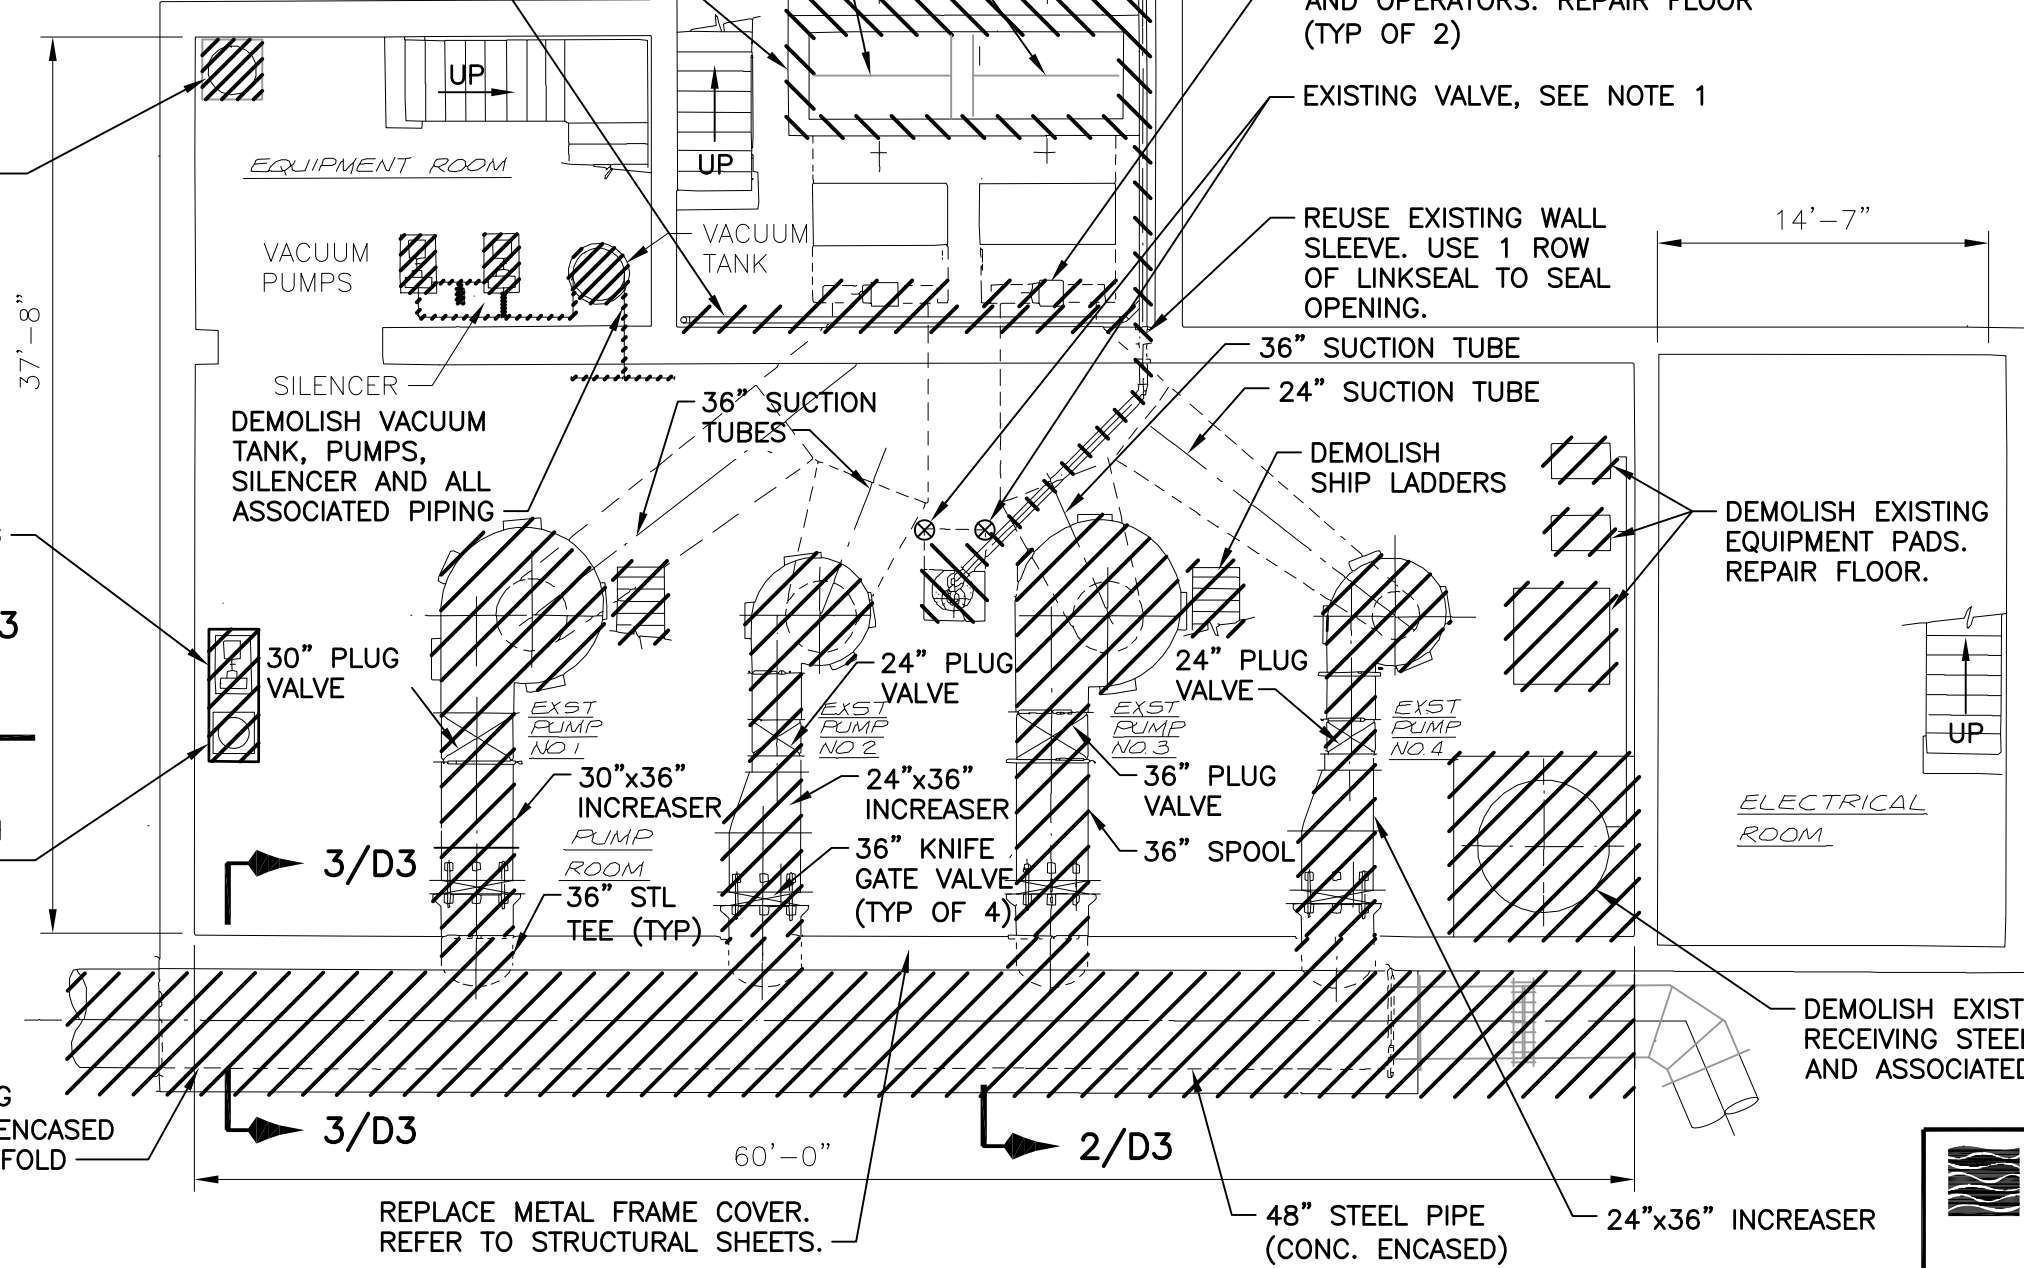 AND OPERATORS. REPAIR FLOOR
(TYP OF 2)
UP
EXISTING VALVE, SEE NOTE 1
EQUIPMENT ROOM
UP
REUSE EXISTING WALL
SLEEVE. USE 1 ROW
OF LINKSEAL TO SEAL
OPENING.
14'-7"
VACUUM
PUMPS
VACUUM
TANK
37'-8"
SILENCER
36" SUCTION TUBE
24" SUCTION TUBE
DEMOLISH VACUUM
TANK, PUMPS,
SILENCER AND ALL
ASSOCIATED PIPING
36" SUCTION
TUBES
DEMOLISH
SHIP LADDERS
DEMOLISH EXISTING
EQUIPMENT PADS.
REPAIR FLOOR.
3
30" PLUG
VALVE
24" PLUG
VALVE
24" PLUG
VALVE
EXST
PUMP
NO.1
EXST
PUMP
NO 2
EXST
PUMP
NO.3
EXST
PUMP
NO.4
UP
30"x36"
INCREASER
24"x36"
INCREASER
36" PLUG
VALVE
ELECTRICAL
ROOM
PUMP
ROOM
36" KNIFE
GATE VALVE
(TYP OF 4)
36" SPOOL
3/D3
36" STL
TEE (TYP)
DEMOLISH EXIST
RECEIVING STEE
AND ASSOCIATED
G
ENCASED
FOLD
3/D3
60'-0"
2/D3
REPLACE METAL FRAME COVER.
REFER TO STRUCTURAL SHEETS.
48" STEEL PIPE
(CONC. ENCASED)
24"x36" INCREASER